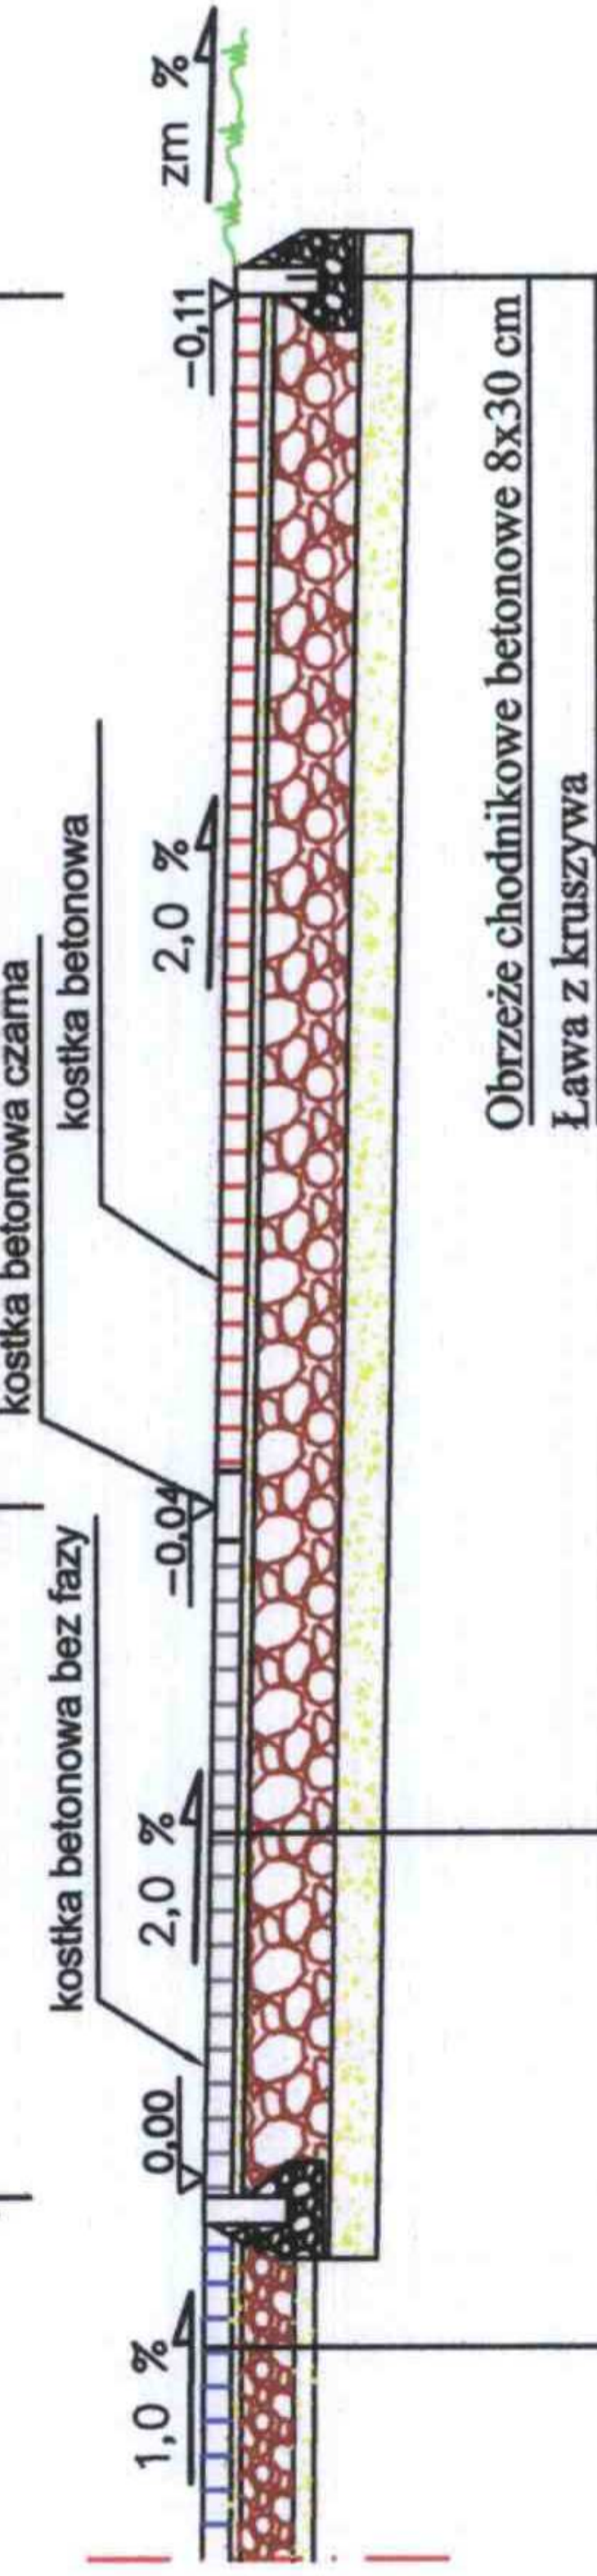 kostka betonowa czarna
kostka betonowa bez fazy
kostka betonowa
1,0 %
0,00
2,0 %
-0,04
2,0 %
-0,11
zm %
Obrzeże chodnikowe betonowe 8x30 cm
Ława z kruszywa